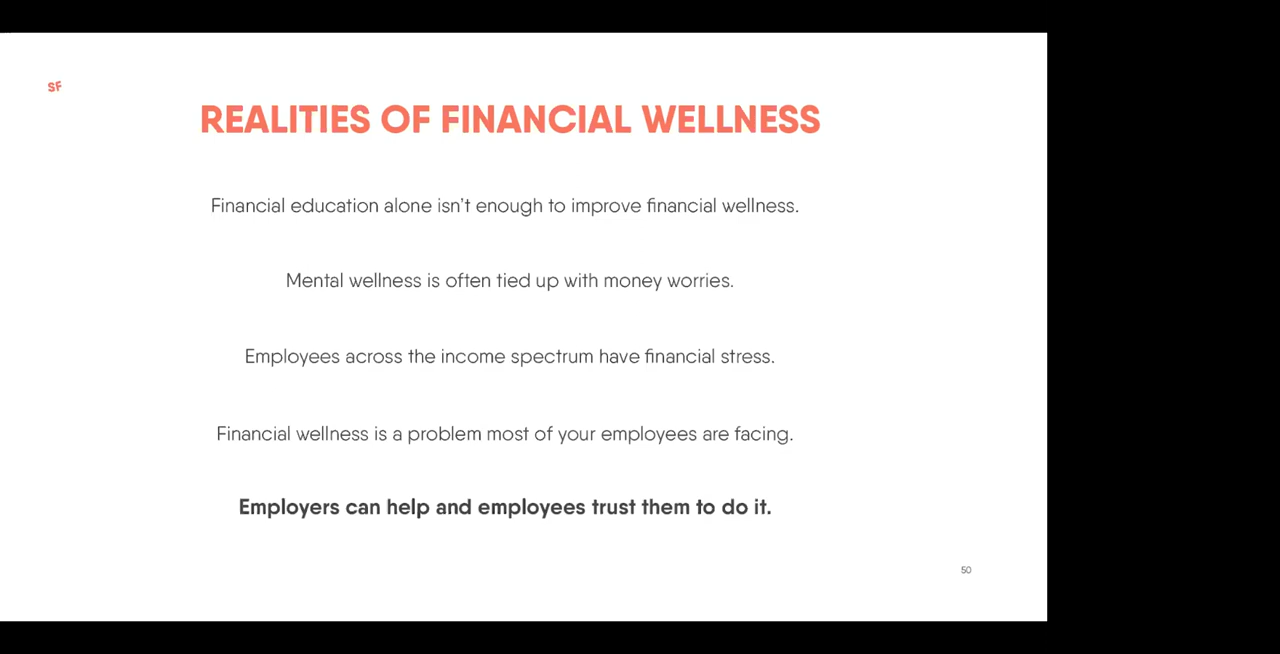 SF
REALITIES OF FINANCIAL WELLNESS
Financial education alone isn't enough to improve financial wellness.
Mental wellness is often tied up with money worries.
Employees across the income spectrum have financial stress.
Financial wellness is a problem most of your employees are facing.
Employers can help and employees trust them to do it.
50